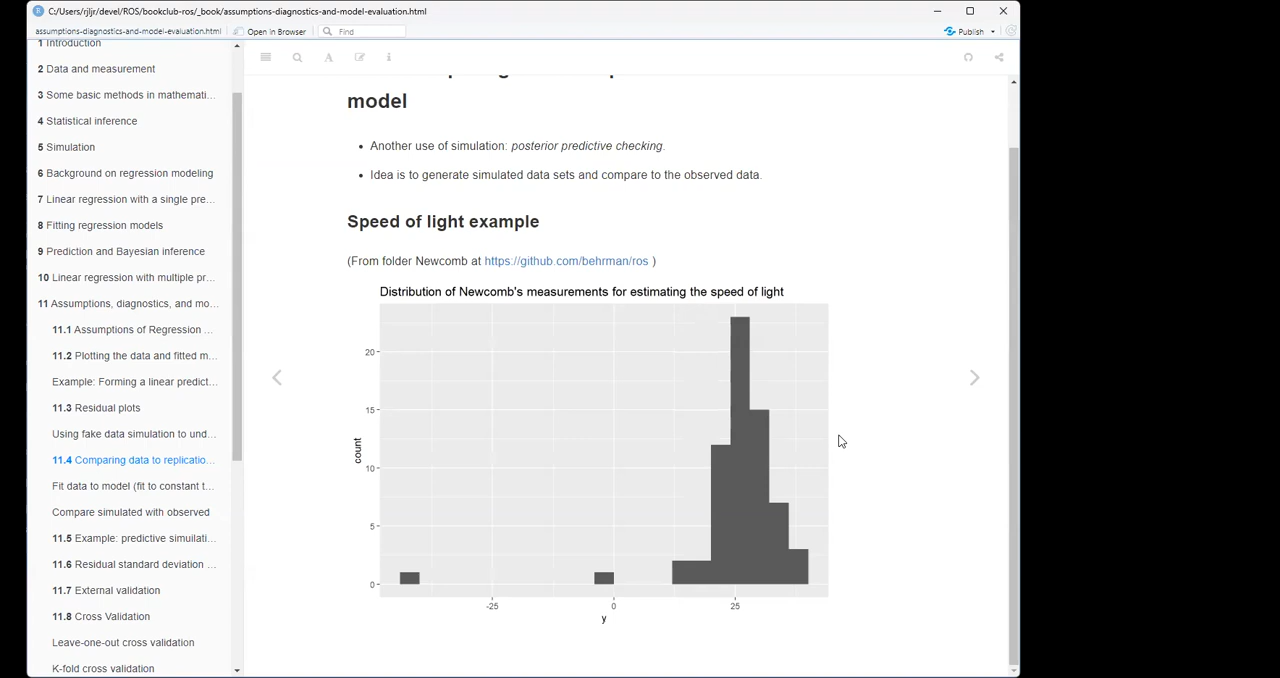 C:/Users/rjljr/devel/ROS/bookclub-ros/_book/assumptions-diagnostics-and-model-evaluation.html
assumptions-diagnostics-and-model-evaluation.html
Open in Browser
Find
Publish
1 Introduction
2 Data and measurement
3 Some basic methods in mathemati...
4 Statistical inference
5 Simulation
6 Background on regression modeling
7 Linear regression with a single pre...
8 Fitting regression models
9 Prediction and Bayesian inference
10 Linear regression with multiple pr...
11 Assumptions, diagnostics, and mo...
11.1 Assumptions of Regression ...
11.2 Plotting the data and fitted m...
Example: Forming a linear predict...
11.3 Residual plots
Using fake data simulation to und...
11.4 Comparing data to replicatio...
Fit data to model (fit to constant t...
Compare simulated with observed
11.5 Example: predictive simuilati...
11.6 Residual standard deviation ...
11.7 External validation
11.8 Cross Validation
Leave-one-out cross validation
K-fold cross validation
model
• Another use of simulation: posterior predictive checking.
• Idea is to generate simulated data sets and compare to the observed data.
Speed of light example
(From folder Newcomb at https://github.com/behrman/ros )
Distribution of Newcomb's measurements for estimating the speed of light
20
15
10
5
0
count
-25 0 25
y